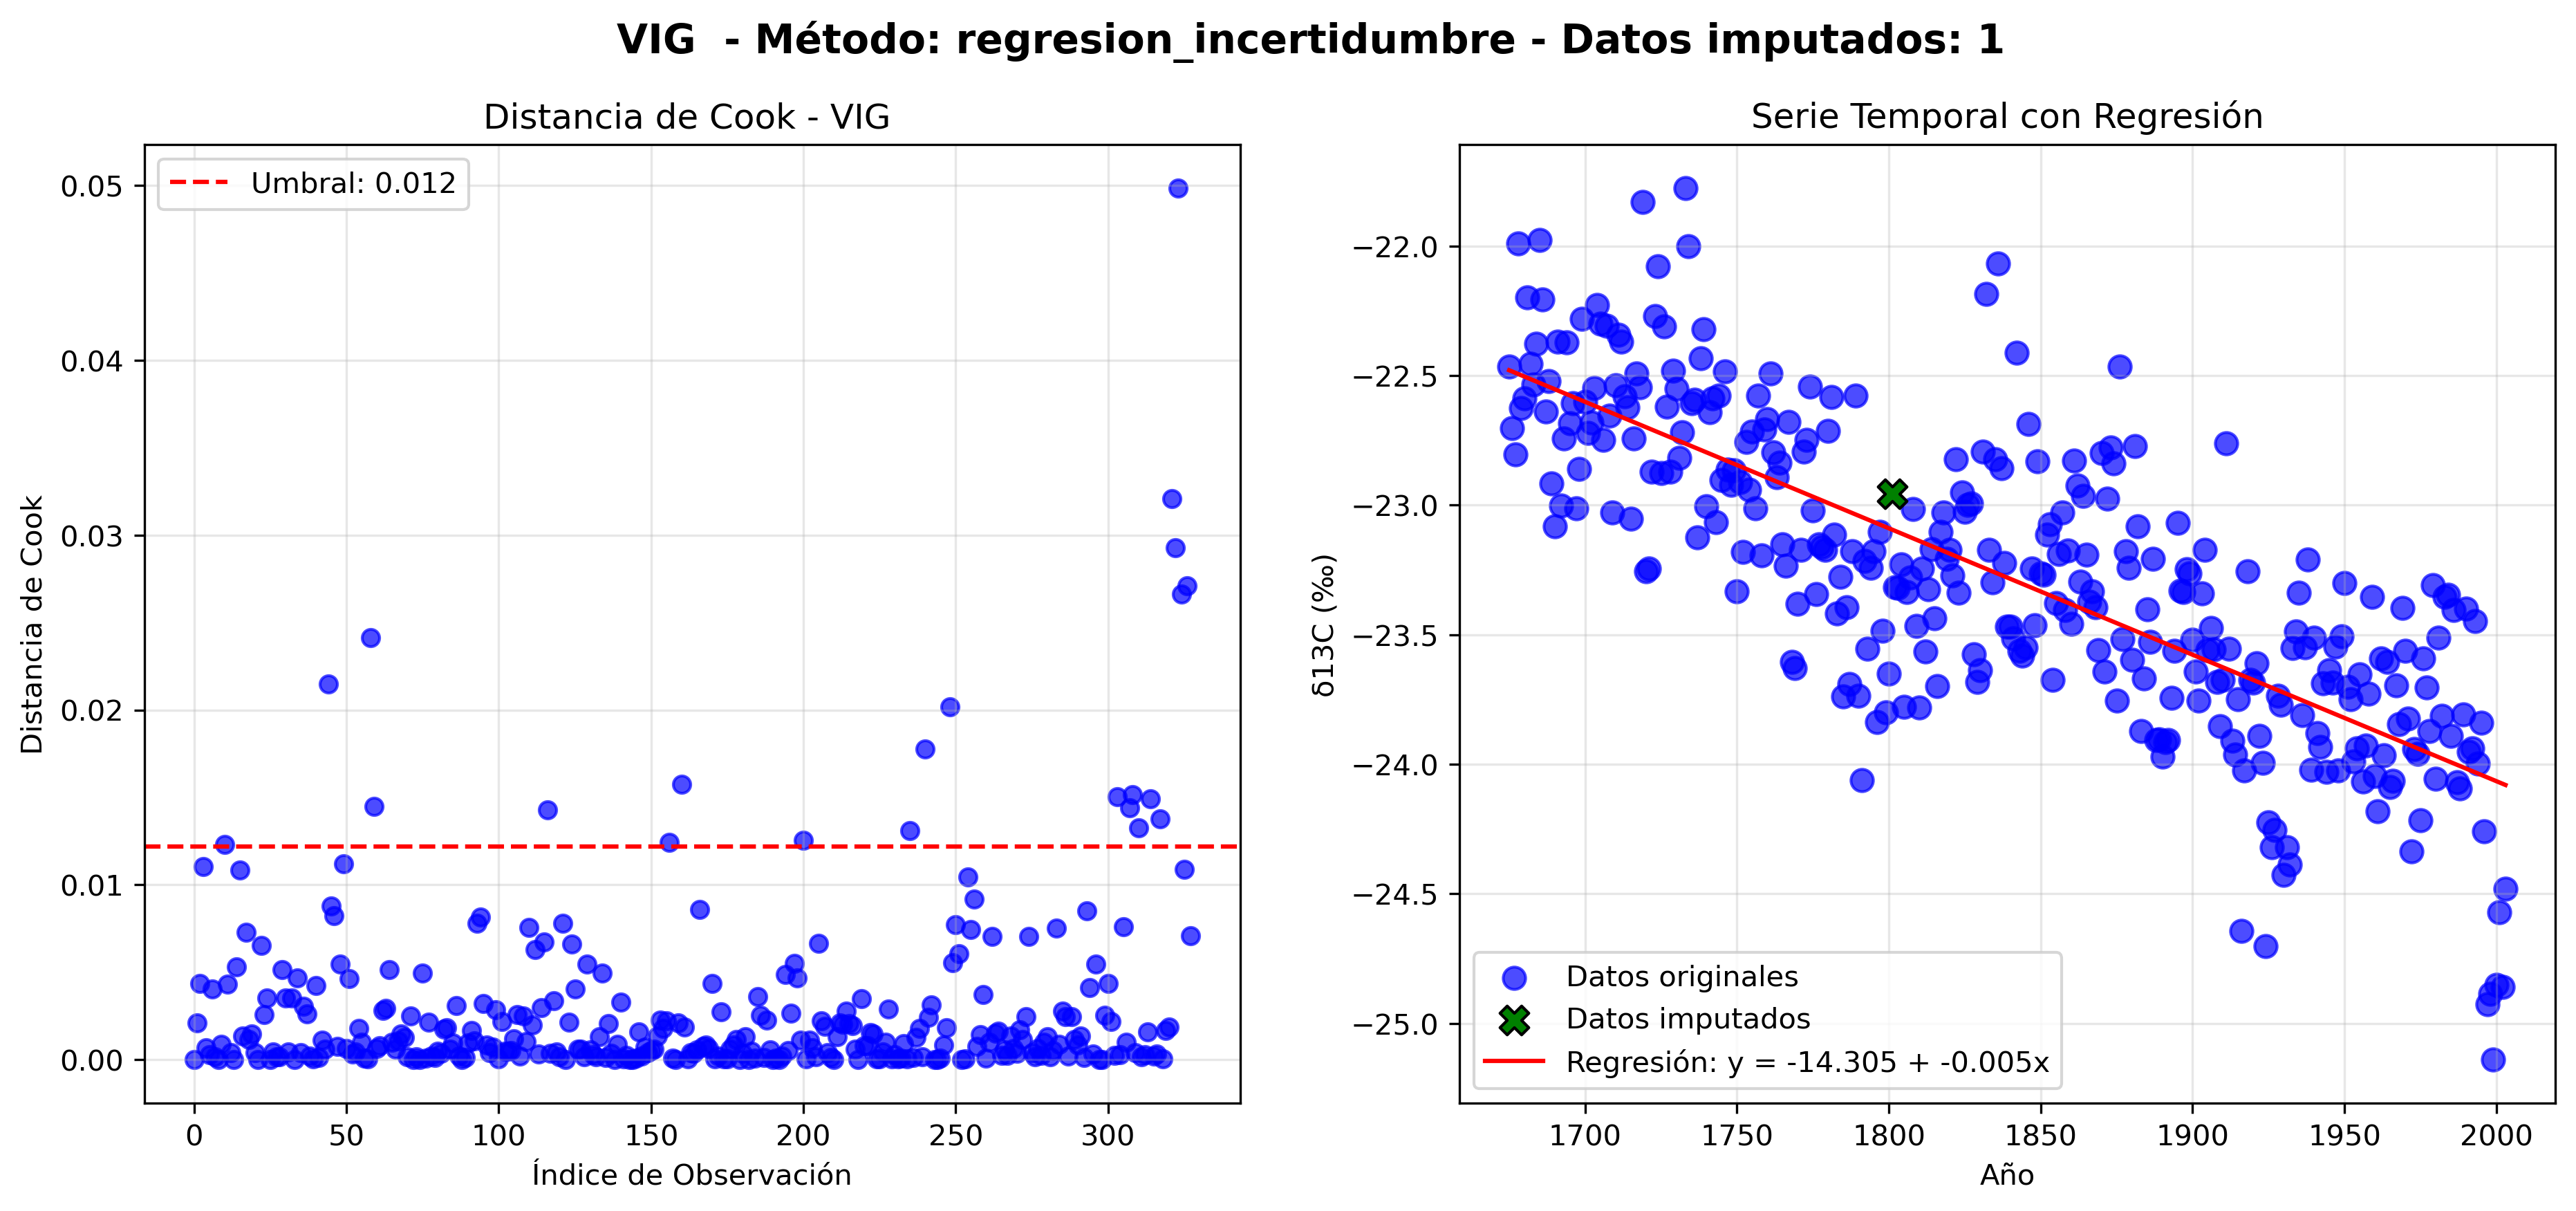 VIG  - Método: regresion_incertidumbre - Datos imputados: 1
Distancia de Cook - VIG
Umbral: 0.012
Distancia de Cook
0.05
0.04
0.03
0.02
0.01
0.00
0 50 100 150 200 250 300
Índice de Observación
Serie Temporal con Regresión
δ13C (‰)
−22.0
−22.5
−23.0
−23.5
−24.0
−24.5
−25.0
Datos originales
Datos imputados
Regresión: y = -14.305 + -0.005x
1700 1750 1800 1850 1900 1950 2000
Año